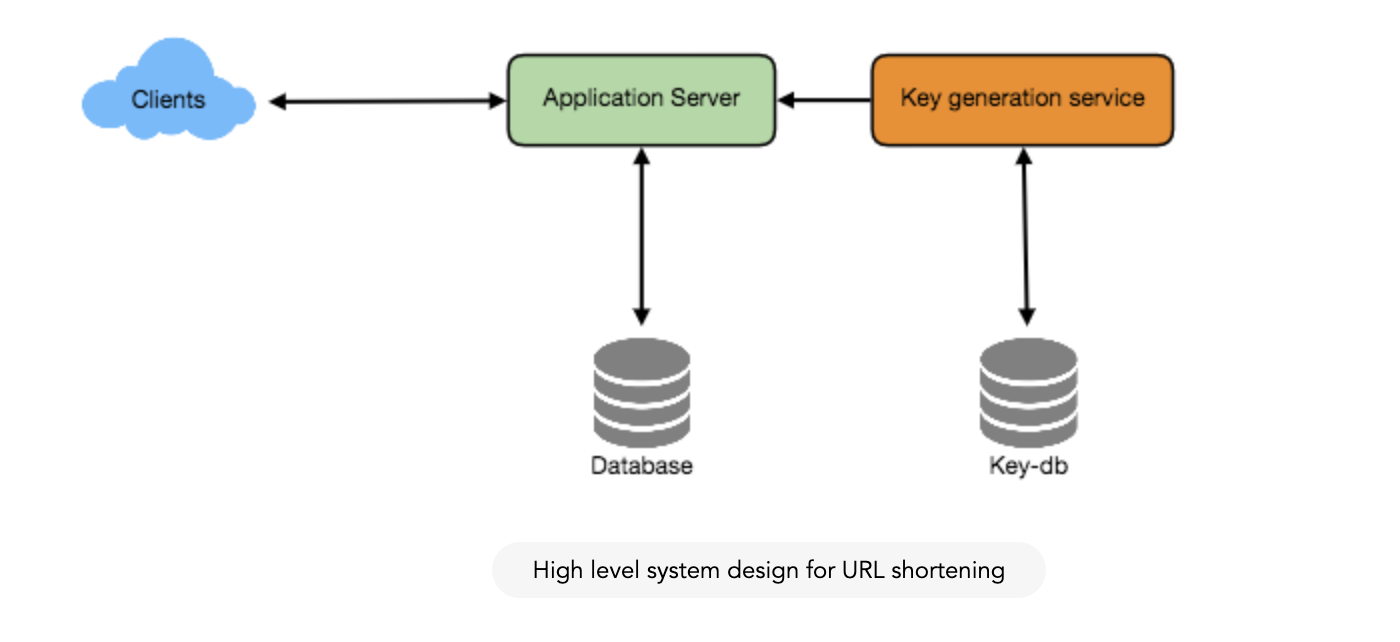 Clients
Application Server
Key generation service
Database
Key-db
High level system design for URL shortening